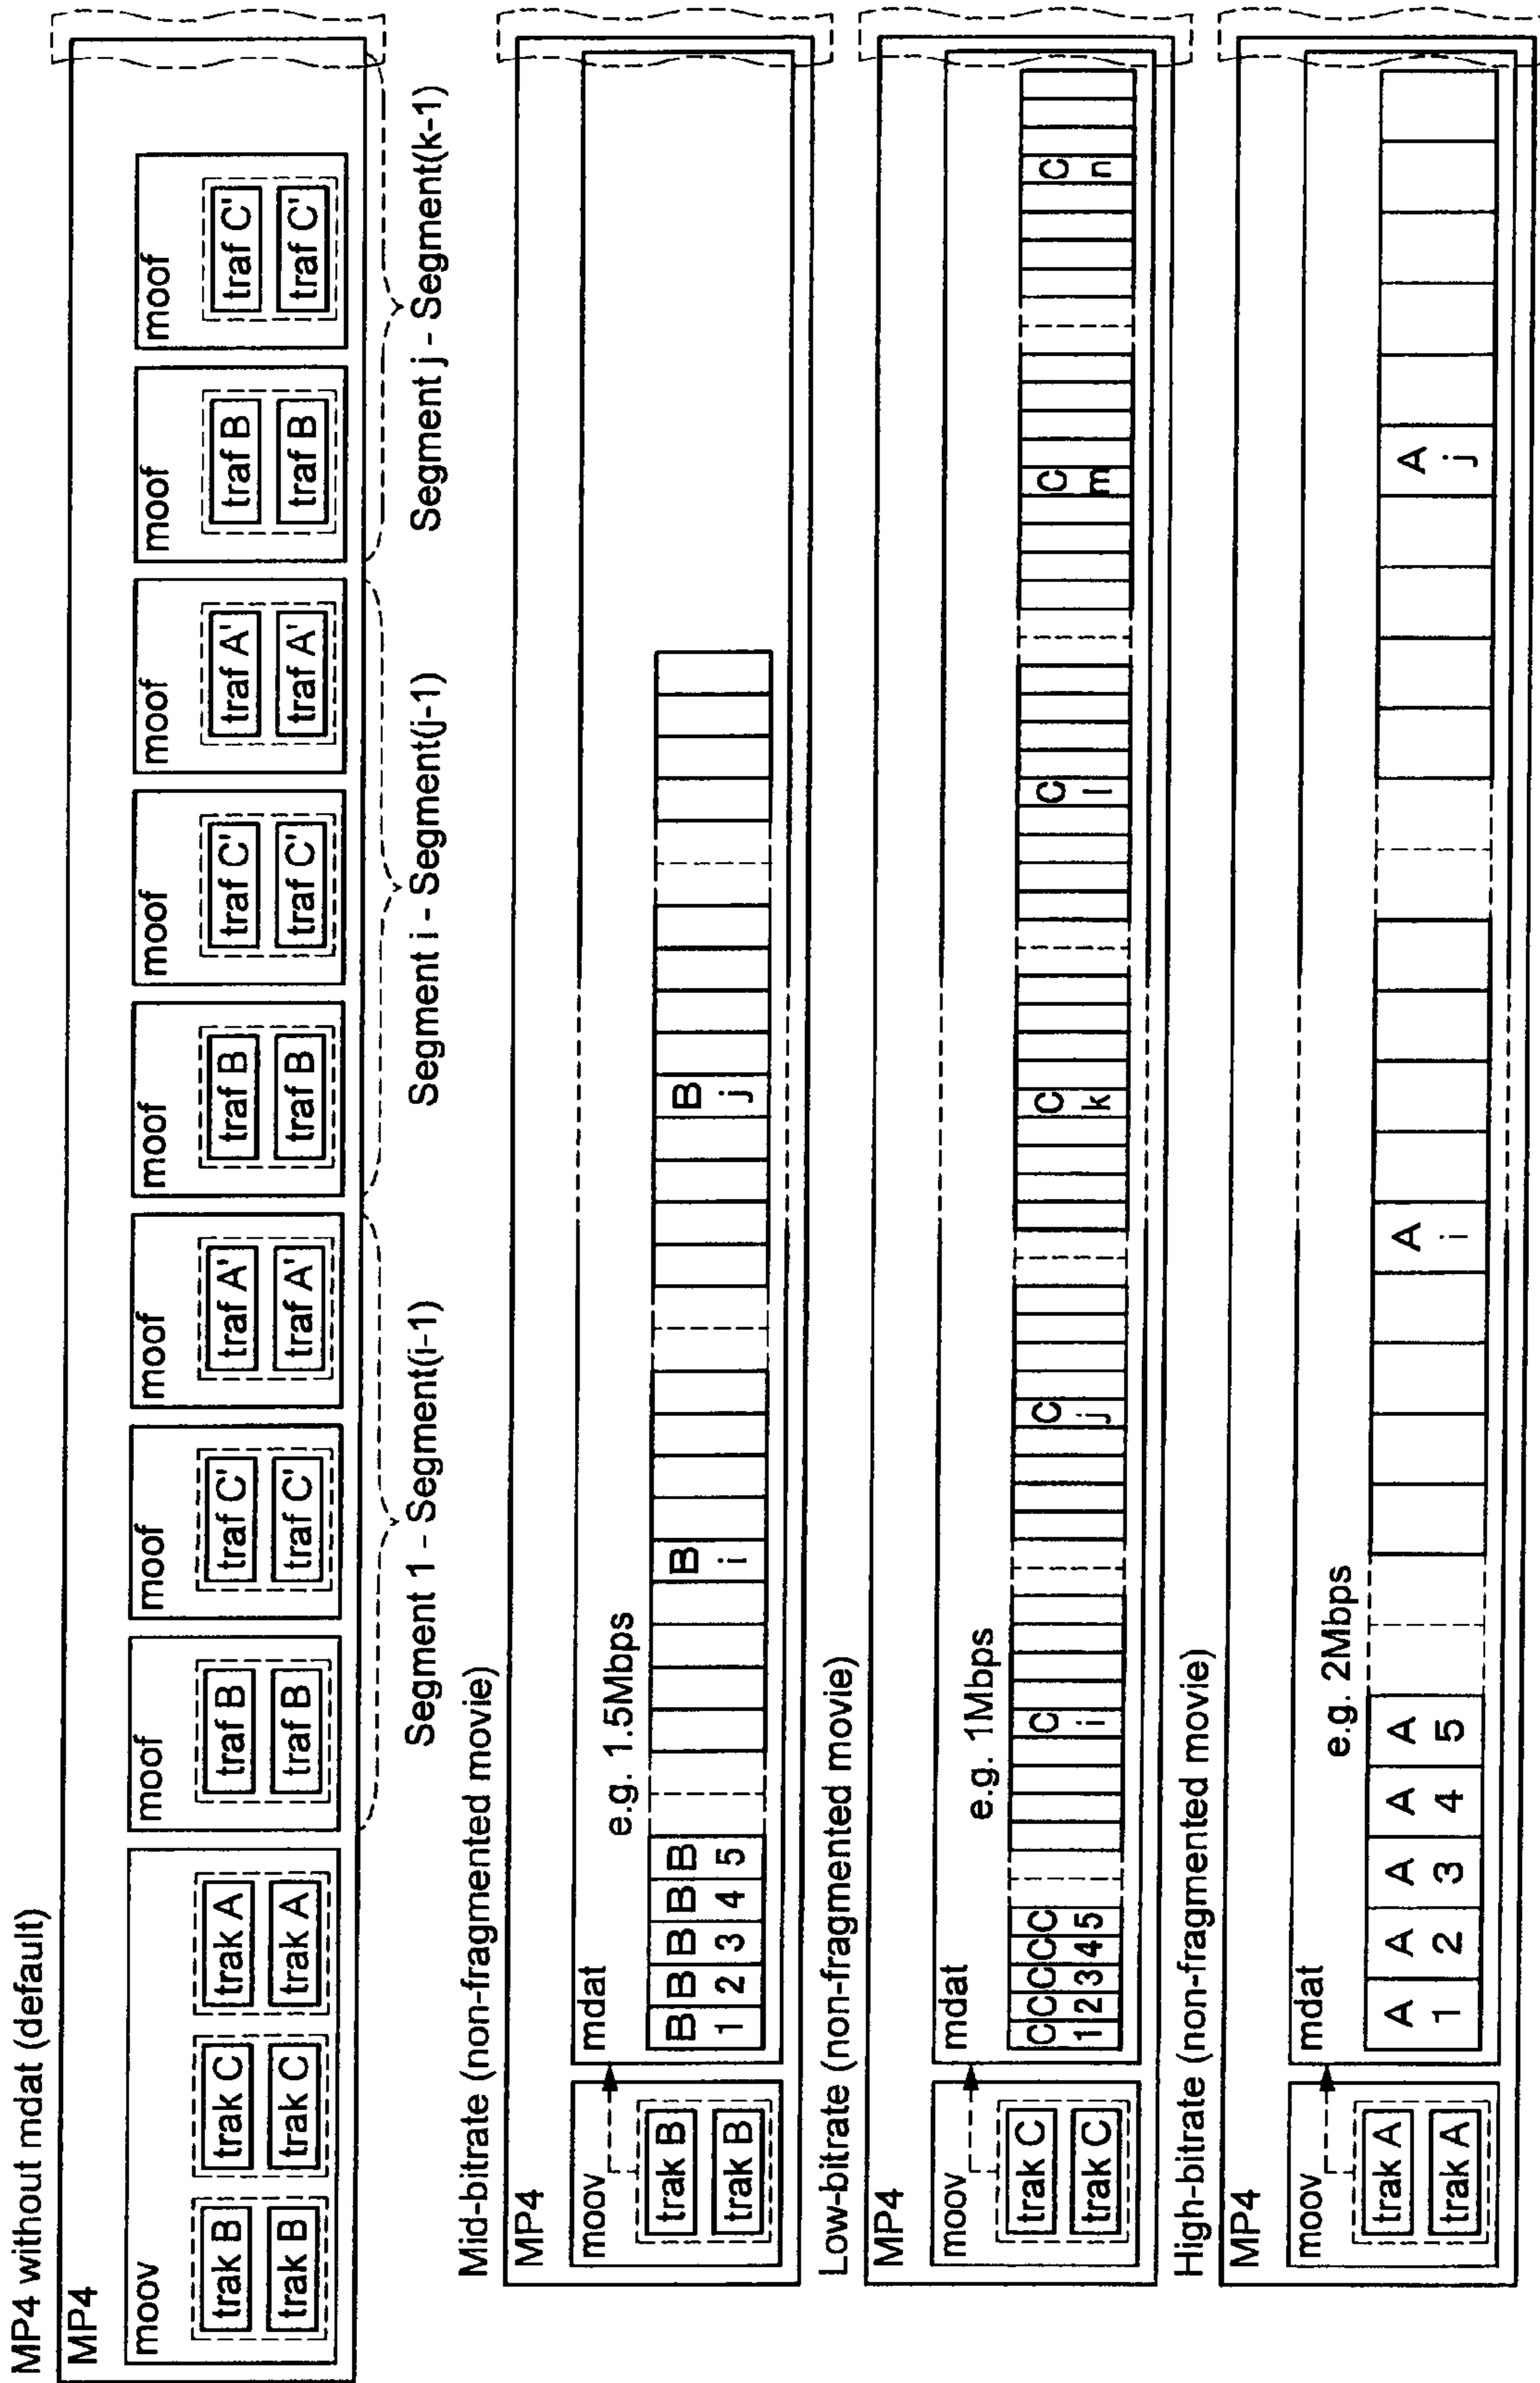 MP4 without mdat (default)
MP4
moov
trak B
trak B
trak C
trak C
trak A
trak A
moof
traf B
traf B
moof
traf C'
traf C'
moof
traf A'
traf A'
moof
traf B
traf B
moof
traf C'
traf C'
moof
traf A'
traf A'
moof
traf B
traf B
moof
traf C'
traf C'
Segment 1 - Segment(i-1)
Segment i - Segment(j-1)
Segment j - Segment(k-1)
Mid-bitrate (non-fragmented movie)
MP4
moov
trak B
trak B
mdat
e.g. 1.5Mbps
B B B B B B B
1 2 3 4 5 i j
Low-bitrate (non-fragmented movie)
MP4
moov
trak C
trak C
mdat
e.g. 1Mbps
C C C C C C C C C C C
1 2 3 4 5 i j k l m n
High-bitrate (non-fragmented movie)
MP4
moov
trak A
trak A
mdat
e.g. 2Mbps
A A A A A A A
1 2 3 4 5 i j